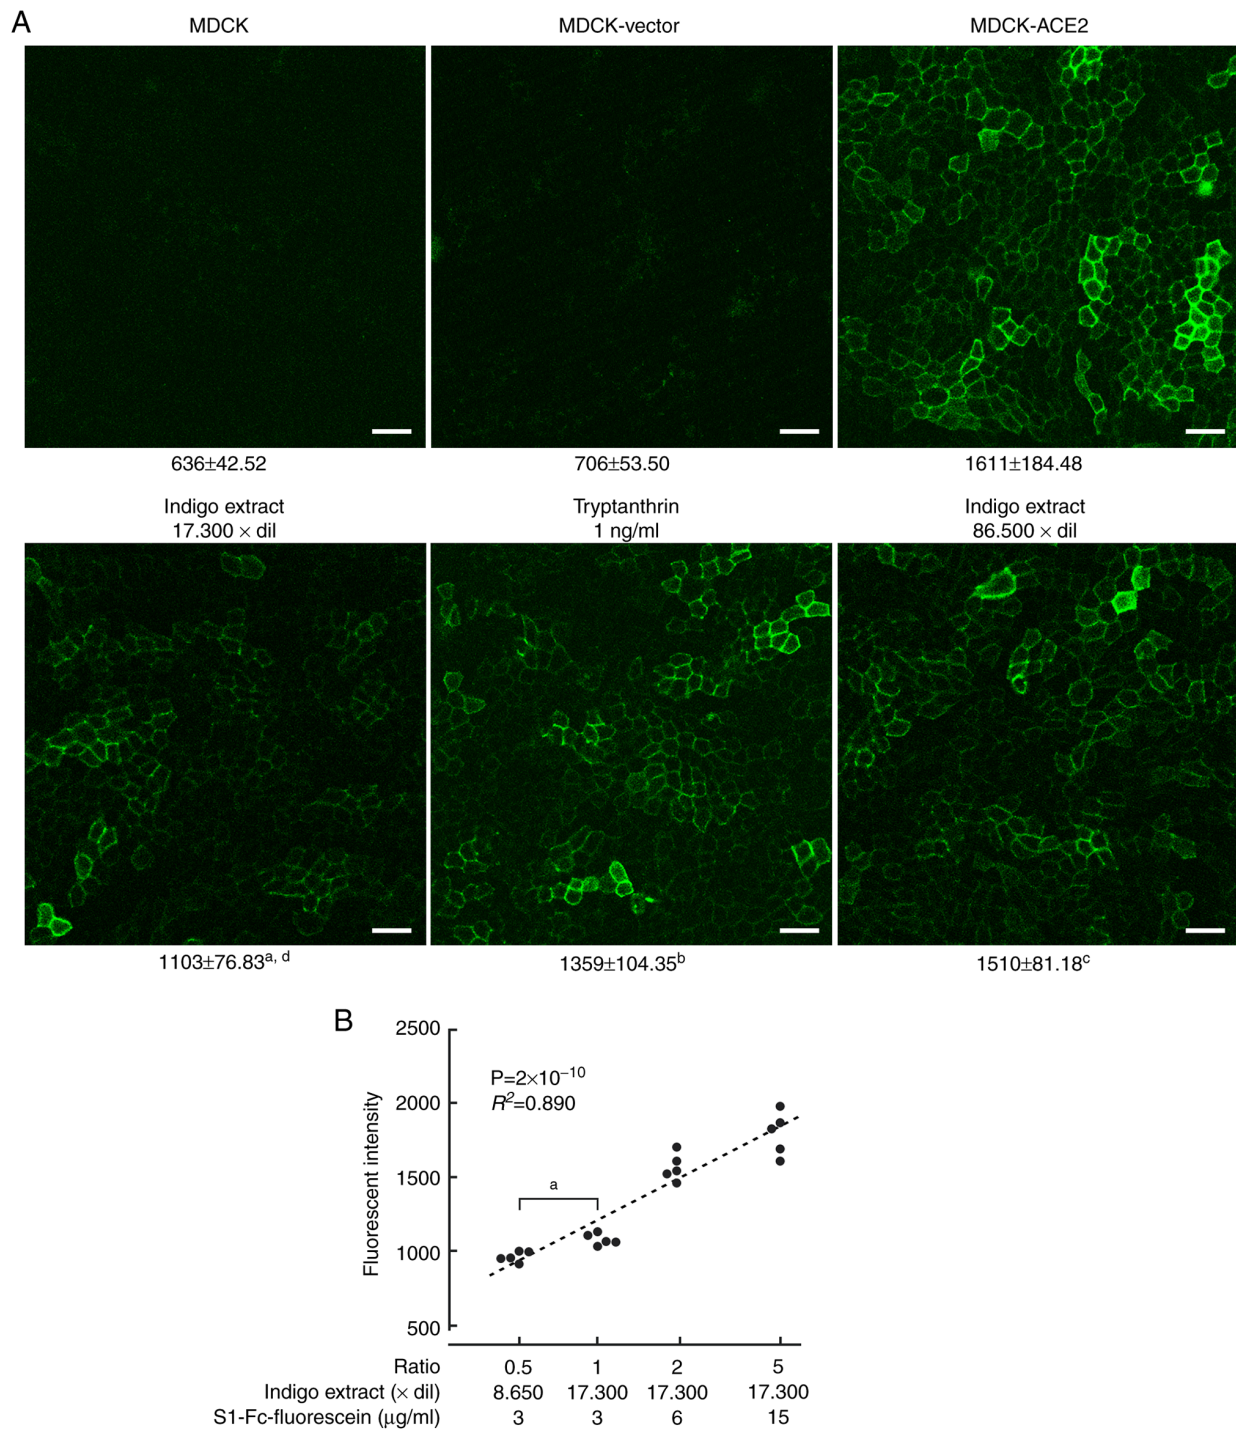 A
MDCK MDCK-vector MDCK-ACE2
636±42.52 706±53.50 1611±184.48
Indigo extract Tryptanthrin Indigo extract
17.300 × dil 1 ng/ml 86.500 × dil
1103±76.83a, d 1359±104.35b 1510±81.18c
B
2500
2000
1500
1000
500
Fluorescent intensity
P=2×10−10
R2=0.890
a
Ratio 0.5 1 2 5
Indigo extract (× dil) 8.650 17.300 17.300 17.300
S1-Fc-fluorescein (μg/ml) 3 3 6 15